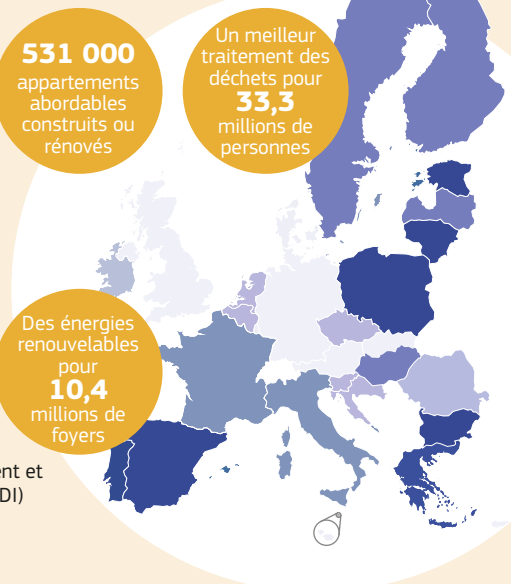 531 000
appartements
abordables
construits ou
rénovés
Un meilleur
traitement des
déchets pour
33,3
millions de
personnes
Des énergies
renouvelables
pour
10,4
millions de
foyers
ent et
DI)